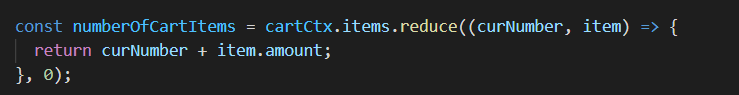 const numberOfCartItems = cartCtx.items.reduce((curNumber, item) => {
  return curNumber + item.amount;
}, 0);